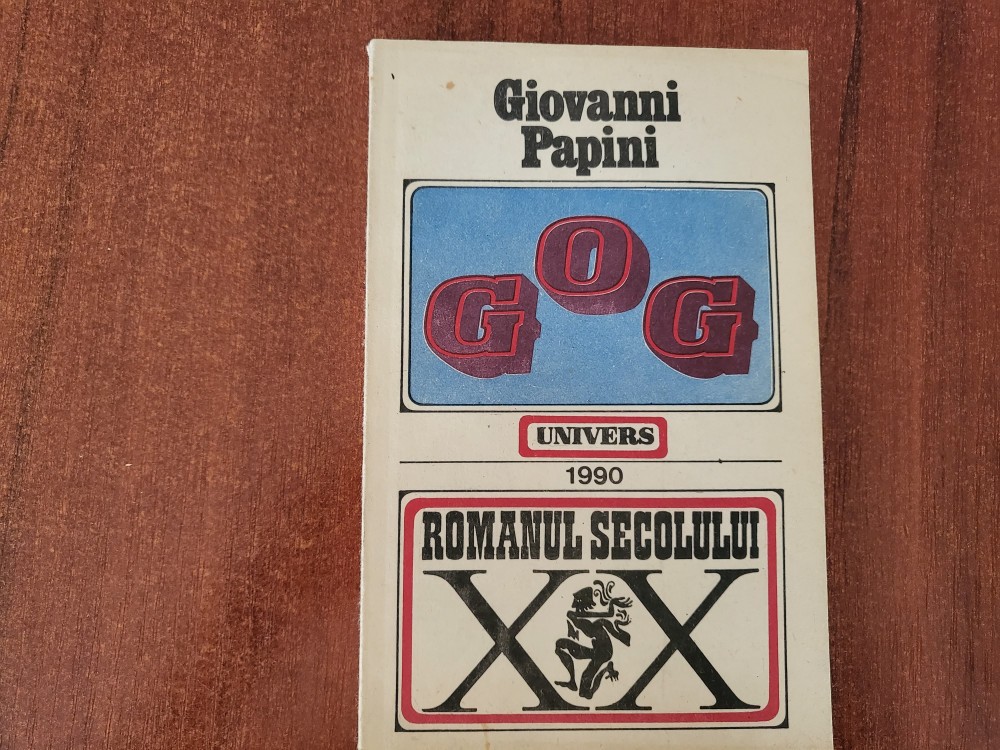 Giovanni
Papini
GOG
UNIVERS
1990
ROMANUL SECOLULUI
XX